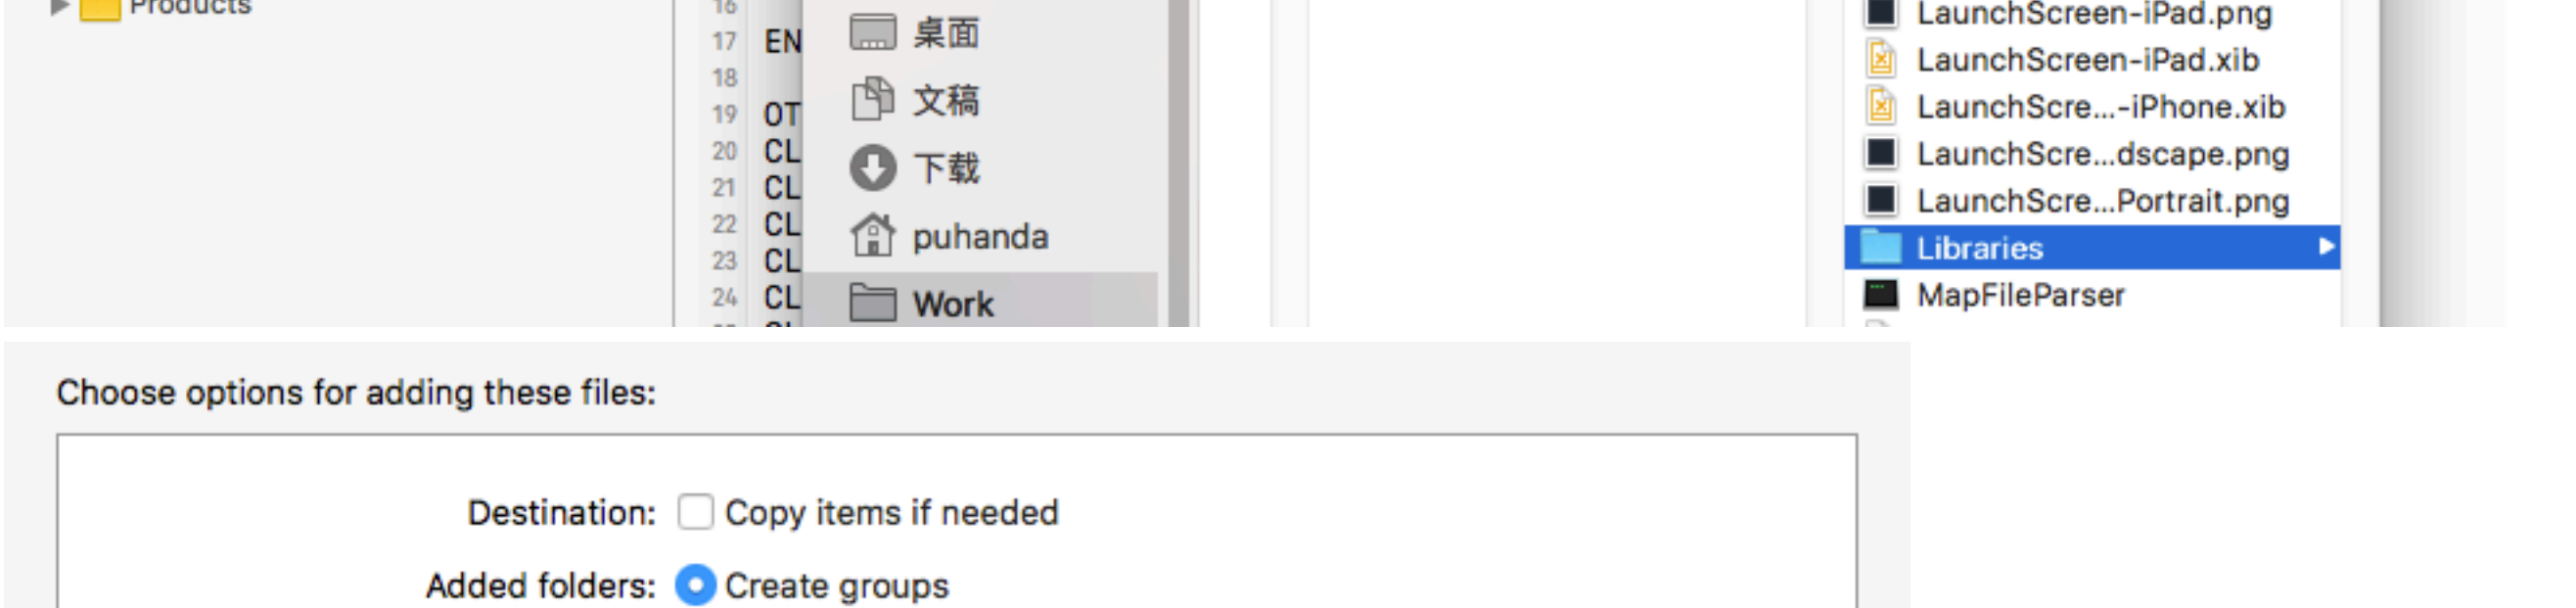 Products
16
17 EN
18
19 OT
20 CL
21 CL
22 CL
23 CL
24 CL
桌面
文稿
下载
puhanda
Work
LaunchScreen-iPad.png
LaunchScreen-iPad.xib
LaunchScre...-iPhone.xib
LaunchScre...dscape.png
LaunchScre...Portrait.png
Libraries
MapFileParser
Choose options for adding these files:
Destination: Copy items if needed
Added folders: Create groups